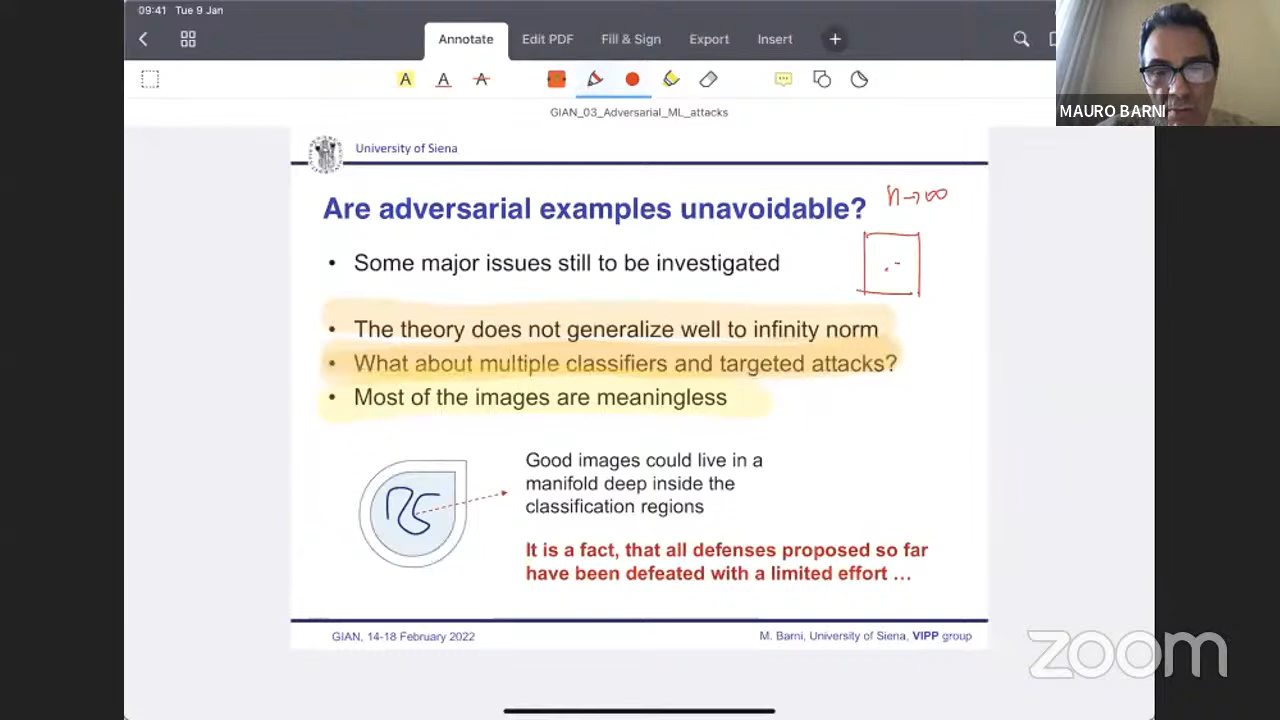 09:41 Tue 9 Jan
Annotate Edit PDF Fill & Sign Export Insert +
A A A
GIAN_03_Adversarial_ML_attacks
MAURO BARNI
University of Siena
Are adversarial examples unavoidable?
n→∞
• Some major issues still to be investigated
• The theory does not generalize well to infinity norm
• What about multiple classifiers and targeted attacks?
• Most of the images are meaningless
Good images could live in a
manifold deep inside the
classification regions
It is a fact, that all defenses proposed so far
have been defeated with a limited effort …
GIAN, 14-18 February 2022
M. Barni, University of Siena, VIPP group
zoom